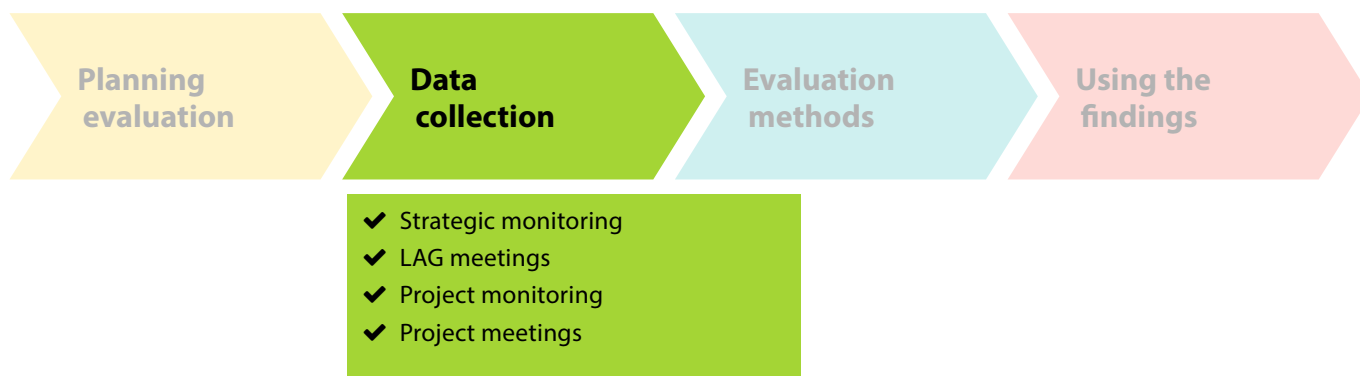 Planning
evaluation
Data
collection
Evaluation
methods
Using the
findings
✔ Strategic monitoring
✔ LAG meetings
✔ Project monitoring
✔ Project meetings